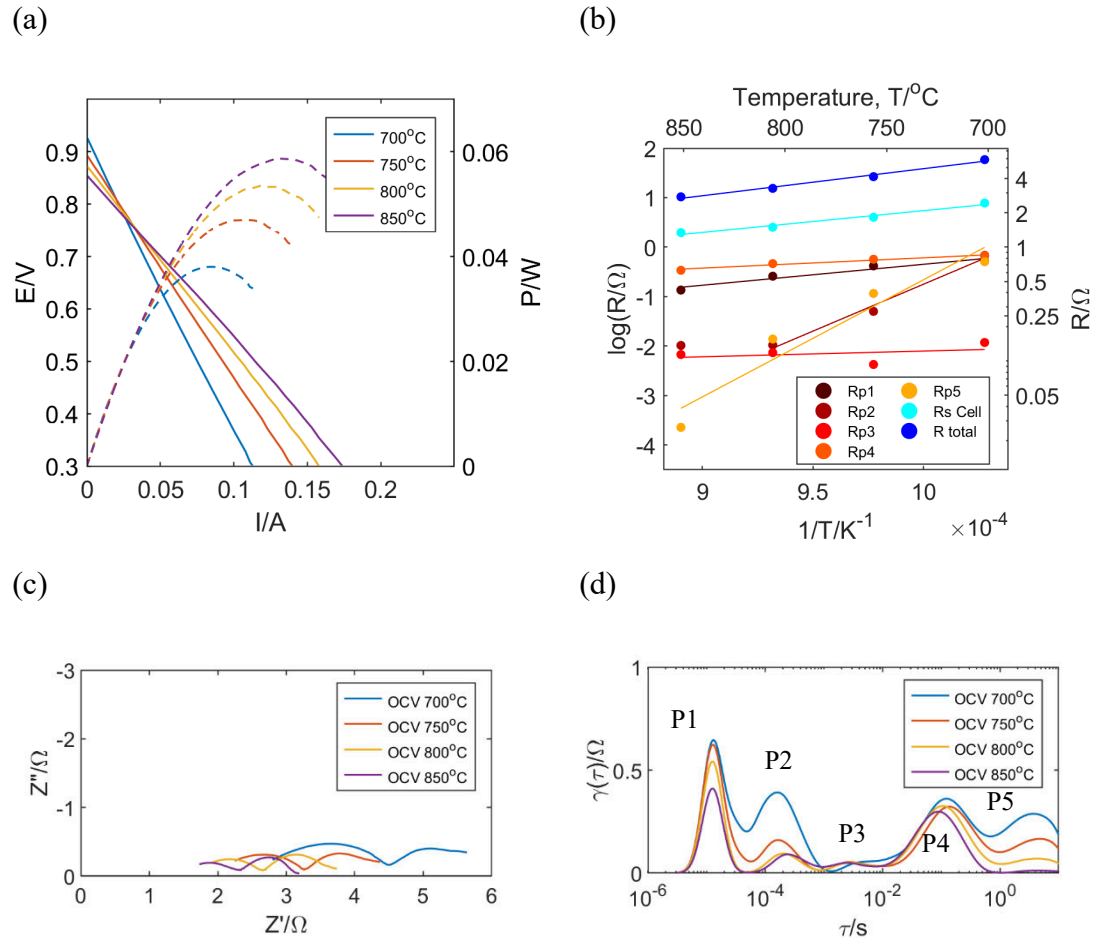 (a)
0.9
0.8
0.7
0.6
0.5
0.4
0.3
E/V
0
0.05
0.1
0.15
0.2
I/A
0.06
0.04
0.02
0
P/W
700°C
750°C
800°C
850°C
(b)
Temperature, T/°C
850
800
750
700
2
1
0
-1
-2
-3
-4
log(R/Ω)
4
2
1
0.5
0.25
0.05
R/Ω
Rp1
Rp2
Rp3
Rp4
Rp5
Rs Cell
R total
9
9.5
10
1/T/K⁻¹
×10⁻⁴
(c)
-3
-2
-1
0
Z''/Ω
0
1
2
3
4
5
6
Z'/Ω
OCV 700°C
OCV 750°C
OCV 800°C
OCV 850°C
(d)
1
0.5
0
γ(τ)/Ω
P1
P2
P3
P4
P5
OCV 700°C
OCV 750°C
OCV 800°C
OCV 850°C
10⁻⁶
10⁻⁴
10⁻²
10⁰
τ/s